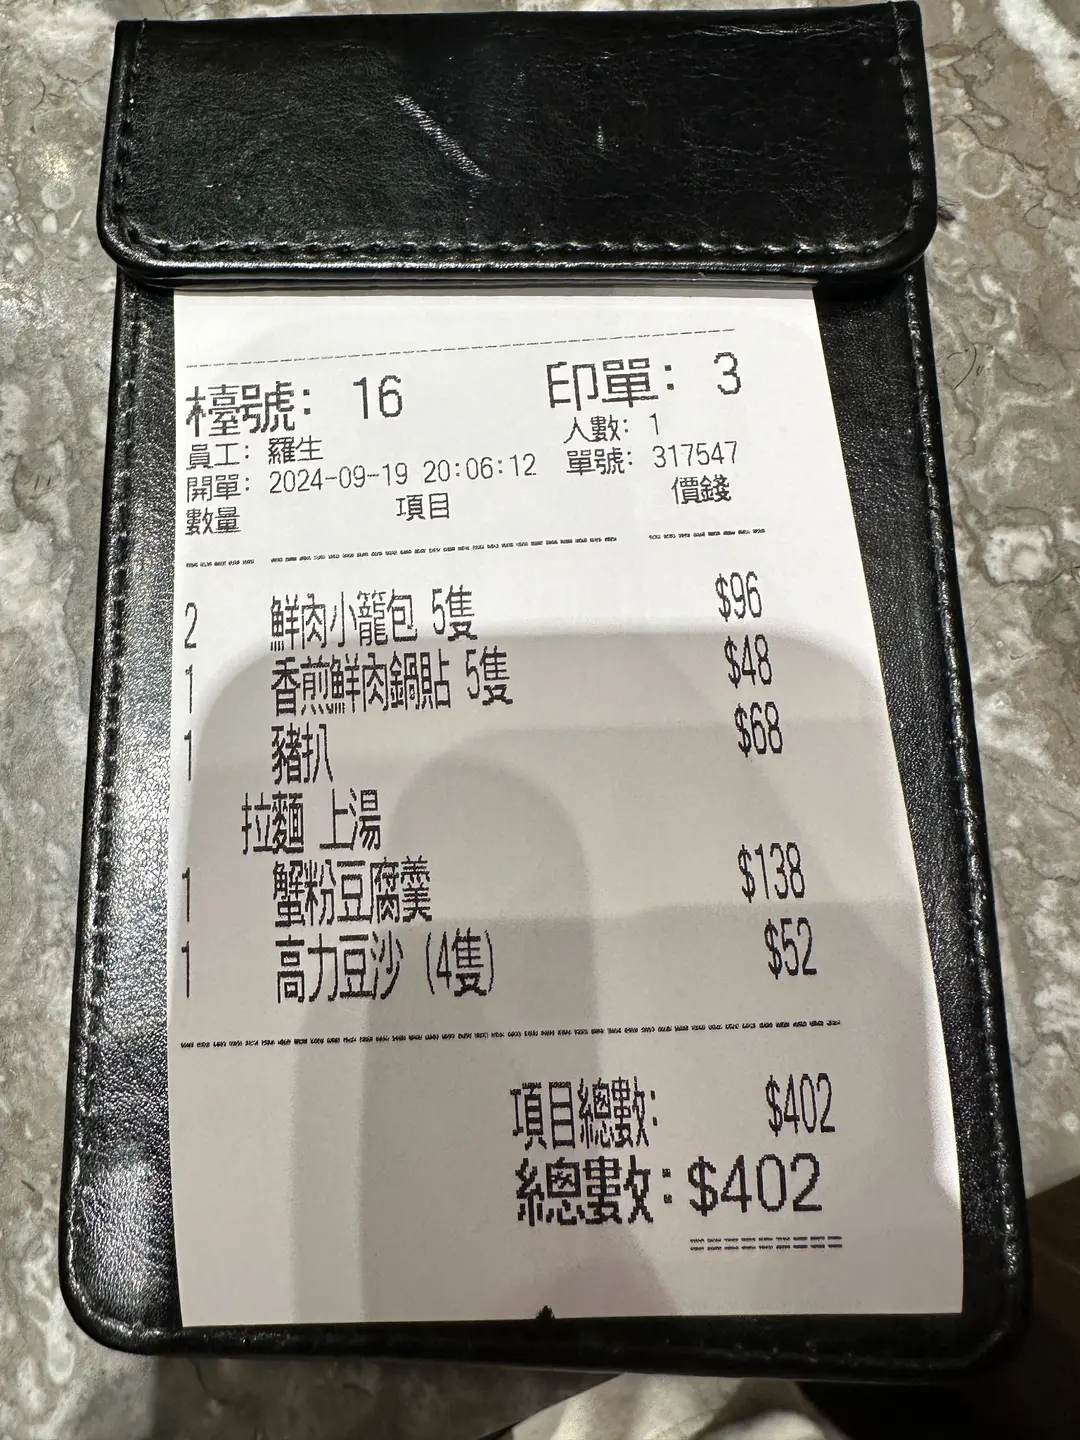 檯號: 16 印單: 3
員工: 羅生 人數: 1
開單: 2024-09-19 20:06:12 單號: 317547
數量 項目 價錢
2 鮮肉小籠包 5隻 $96
1 香煎鮮肉鍋貼 5隻 $48
1 豬扒 $68
拉麵 上湯
1 蟹粉豆腐羹 $138
1 高力豆沙 (4隻) $52
項目總數: $402
總數: $402